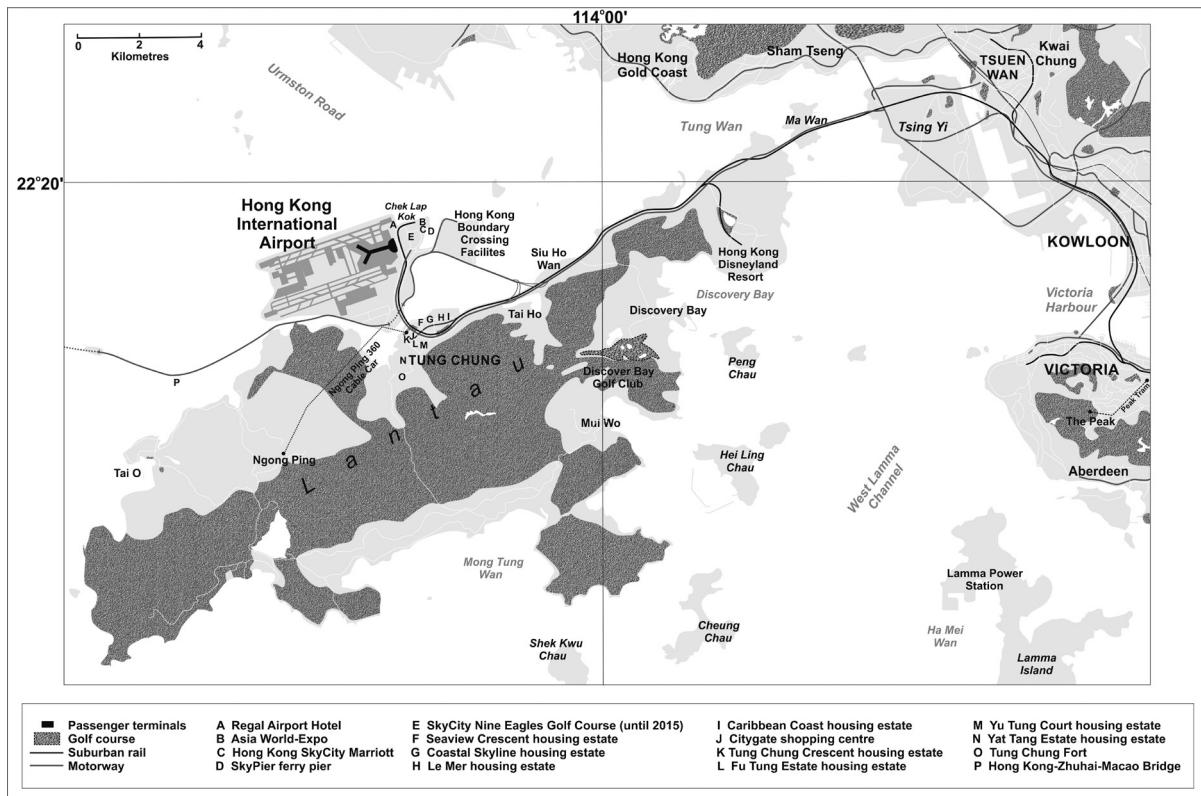 114°00'
0 2 4
Kilometres
Urmston Road
Hong Kong
Gold Coast
Sham Tseng
TSUEN
WAN
Kwai
Chung
Tung Wan
Ma Wan
Tsing Yi
22°20'
Hong Kong
International
Airport
Chek Lap
Kok
A
B
C
D
E
Hong Kong
Boundary
Crossing
Facilites
Siu Ho
Wan
Hong Kong
Disneyland
Resort
KOWLOON
Discovery Bay
Victoria
Harbour
Discovery Bay
Tai Ho
F
G
H
I
J
K
L
M
N
O
TUNG CHUNG
P
Ngong Ping 360
Cable Car
Discover Bay
Golf Club
Peng
Chau
VICTORIA
Peak Tram
The Peak
Mui Wo
Lantau
Ngong Ping
Tai O
Hei Ling
Chau
West Lamma
Channel
Aberdeen
Mong Tung
Wan
Lamma Power
Station
Cheung
Chau
Ha Mei
Wan
Shek Kwu
Chau
Lamma
Island
Passenger terminals
Golf course
Suburban rail
Motorway
A Regal Airport Hotel
B Asia World-Expo
C Hong Kong SkyCity Marriott
D SkyPier ferry pier
E SkyCity Nine Eagles Golf Course (until 2015)
F Seaview Crescent housing estate
G Coastal Skyline housing estate
H Le Mer housing estate
I Caribbean Coast housing estate
J Citygate shopping centre
K Tung Chung Crescent housing estate
L Fu Tung Estate housing estate
M Yu Tung Court housing estate
N Yat Tang Estate housing estate
O Tung Chung Fort
P Hong Kong-Zhuhai-Macao Bridge